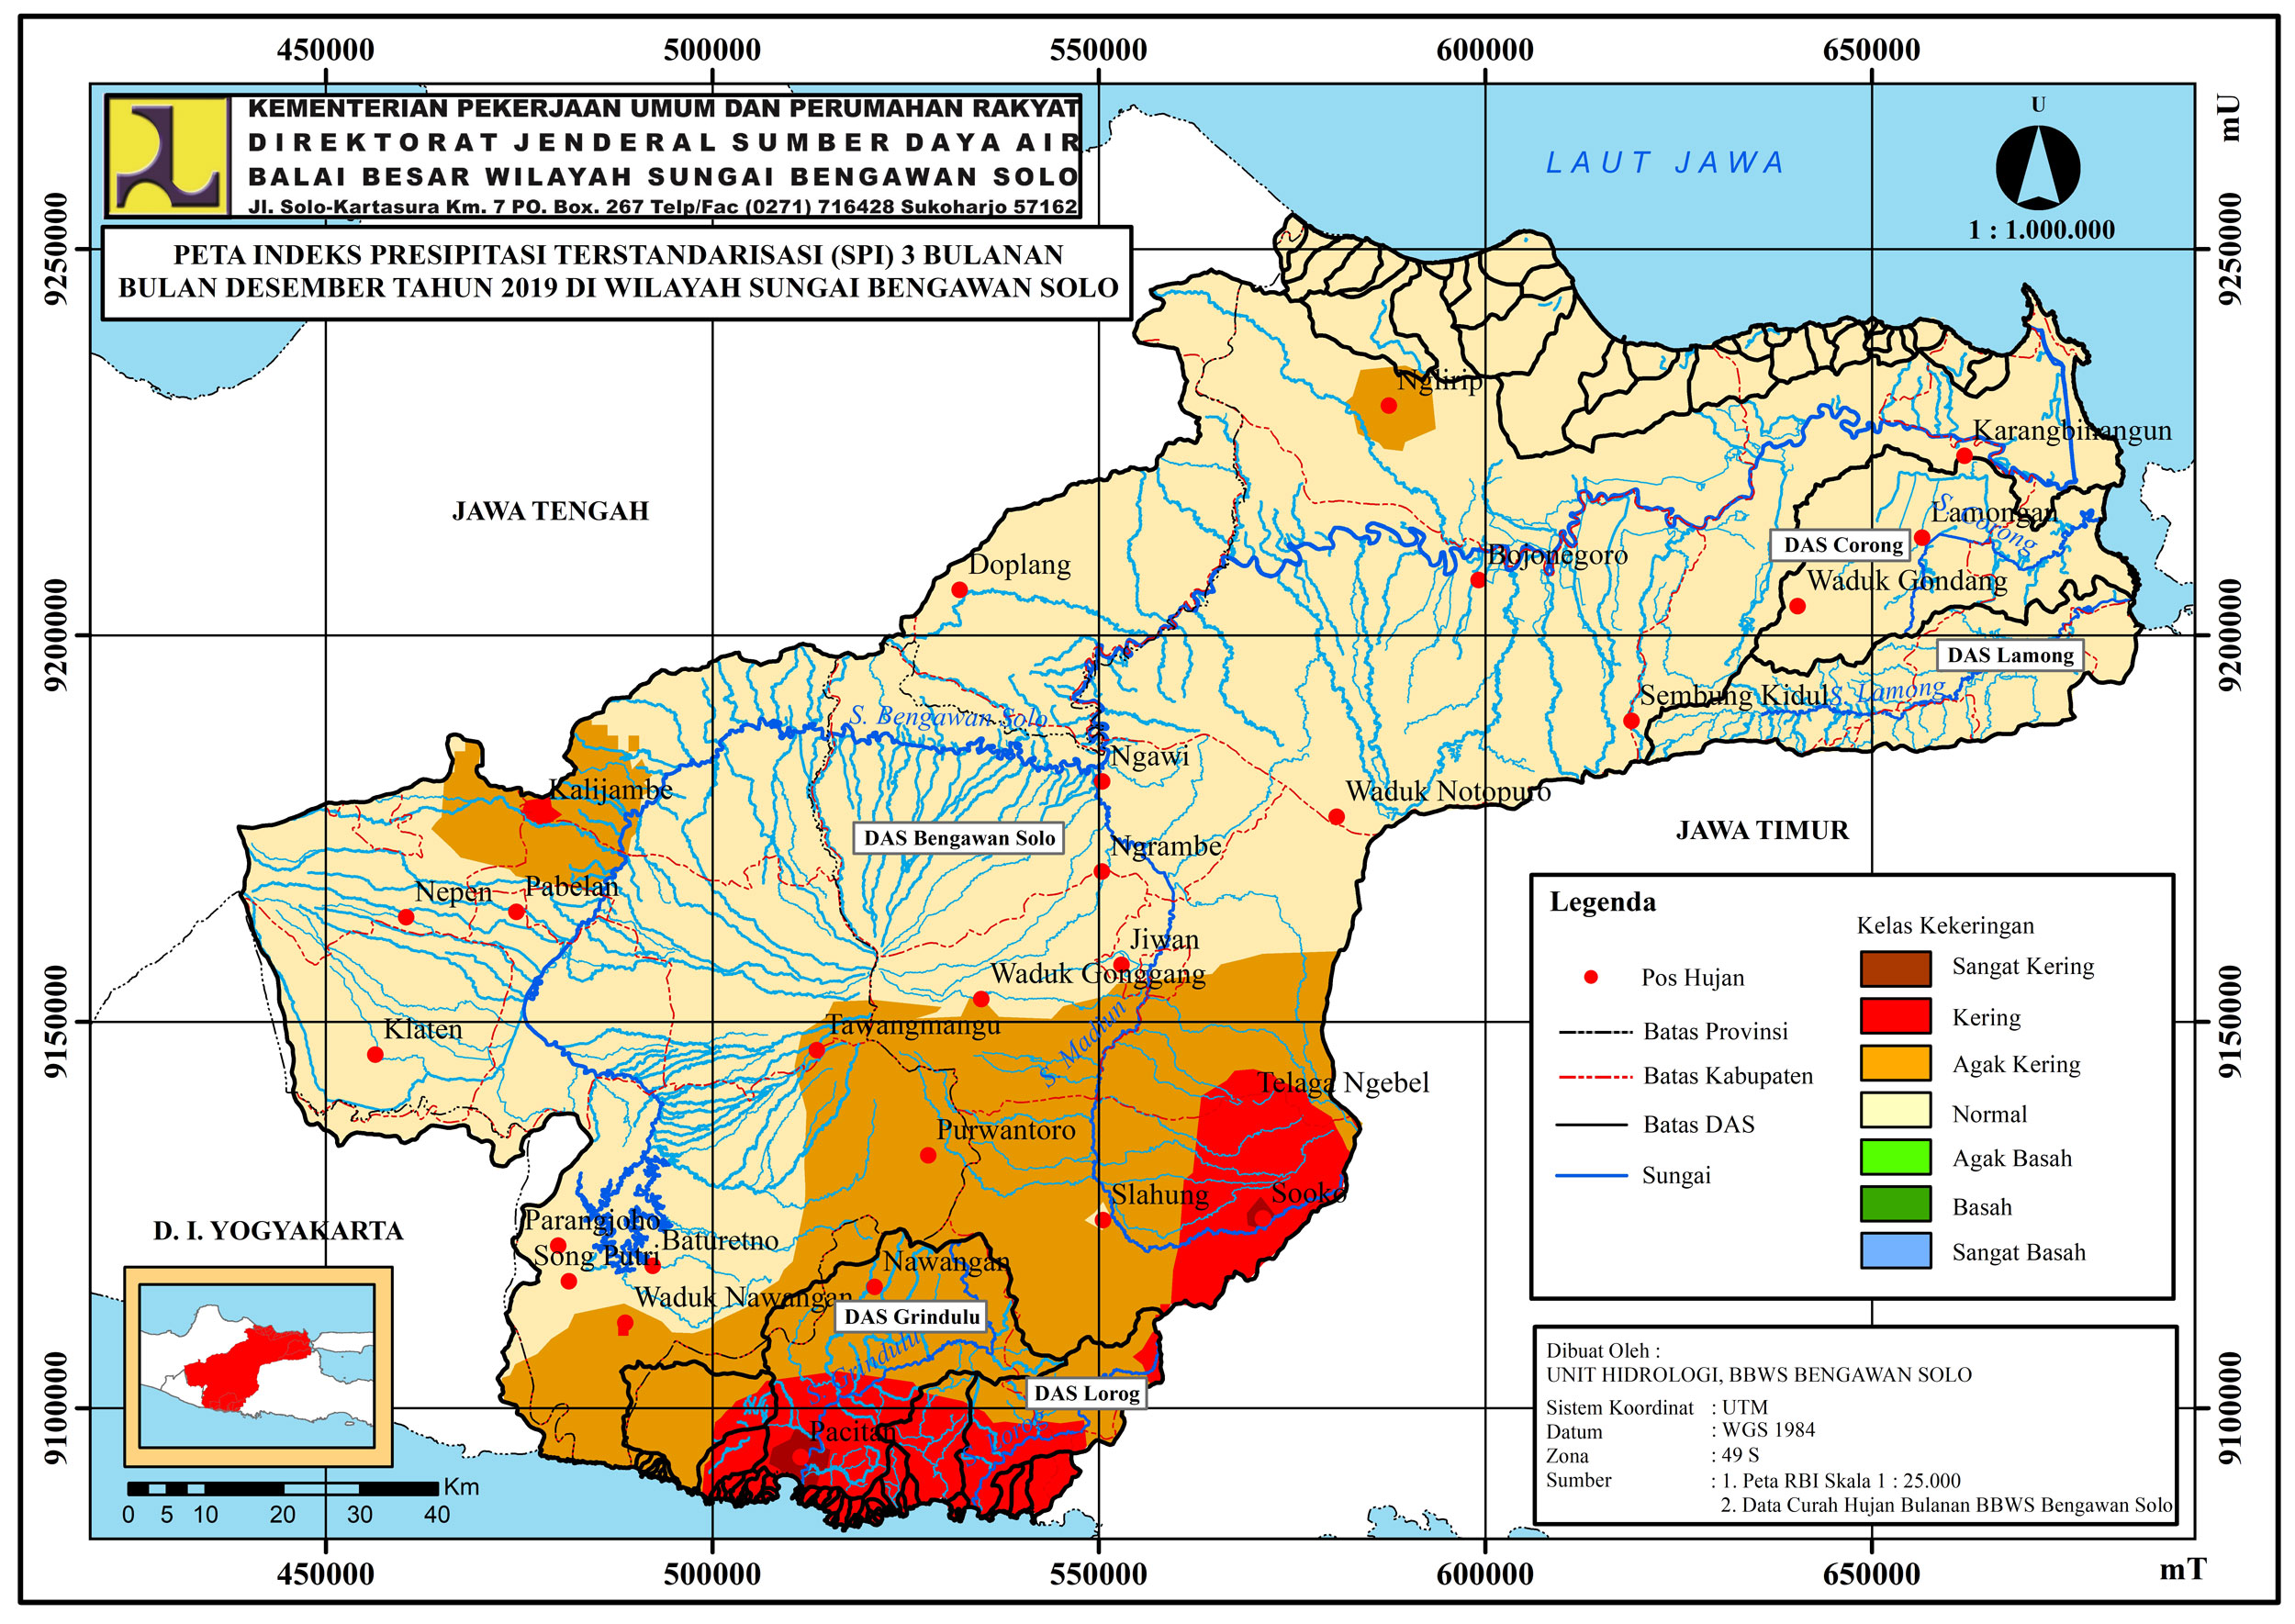 450000 500000 550000 600000 650000
KEMENTERIAN PEKERJAAN UMUM DAN PERUMAHAN RAKYAT
DIREKTORAT JENDERAL SUMBER DAYA AIR
BALAI BESAR WILAYAH SUNGAI BENGAWAN SOLO
Jl. Solo-Kartasura Km. 7 PO. Box. 267 Telp/Fac (0271) 716428 Sukoharjo 57162
PETA INDEKS PRESIPITASI TERSTANDARISASI (SPI) 3 BULANAN
BULAN DESEMBER TAHUN 2019 DI WILAYAH SUNGAI BENGAWAN SOLO
LAUT JAWA
U
1 : 1.000.000
mU
9250000 9250000
Nglirip
Karangbinangun
JAWA TENGAH
S. Corong
Lamongan
DAS Corong
Bojonegoro
Doplang
Waduk Gondang
9200000 9200000
DAS Lamong
S. Lamong
Sembung Kidul
S. Bengawan Solo
Ngawi
Kalijambe
Waduk Notopuro
JAWA TIMUR
DAS Bengawan Solo
Ngrambe
Nepen
Pabelan
Jiwan
Waduk Gonggang
9150000 9150000
Klaten
Tawangmangu
S. Madiun
Telaga Ngebel
Purwantoro
Slahung
Sooko
D. I. YOGYAKARTA
Parangjoho
Baturetno
Song Putri
Nawangan
Waduk Nawangan
DAS Grindulu
S. Grindulu
DAS Lorog
9100000 9100000
Pacitan
S. Lorog
Legenda
Pos Hujan
Batas Provinsi
Batas Kabupaten
Batas DAS
Sungai
Kelas Kekeringan
Sangat Kering
Kering
Agak Kering
Normal
Agak Basah
Basah
Sangat Basah
Dibuat Oleh :
UNIT HIDROLOGI, BBWS BENGAWAN SOLO
Sistem Koordinat : UTM
Datum : WGS 1984
Zona : 49 S
Sumber : 1. Peta RBI Skala 1 : 25.000
2. Data Curah Hujan Bulanan BBWS Bengawan Solo
Km
0 5 10 20 30 40
450000 500000 550000 600000 650000 mT